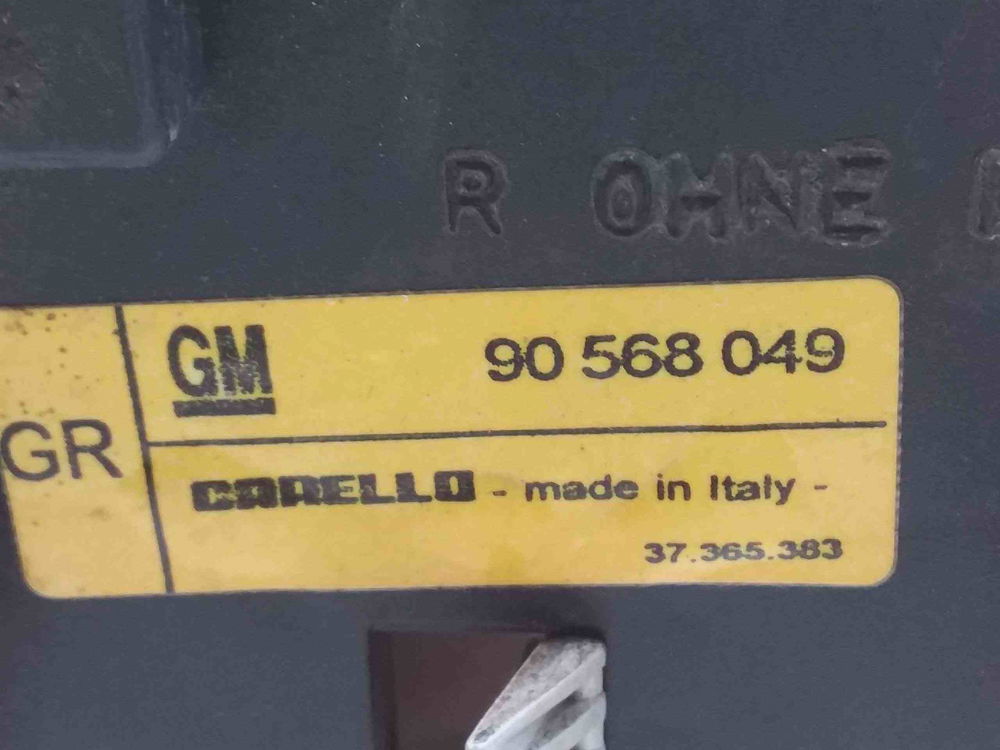 R OHNE
GM 90 568 049
GR
CARELLO - made in Italy -
37.365.383